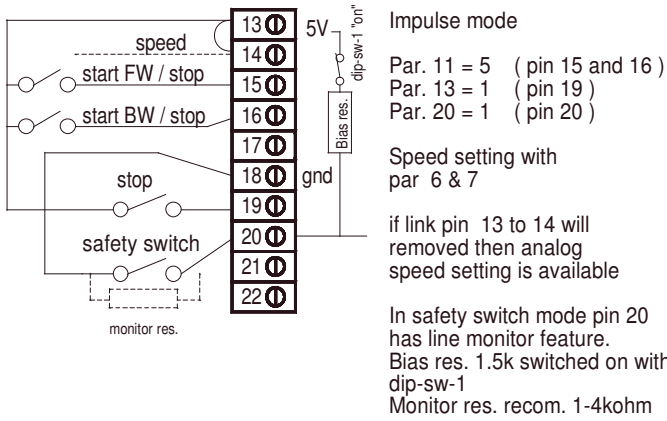 speed
start FW / stop
start BW / stop
stop
safety switch
monitor res.
13
14
15
16
17
18
19
20
21
22
5V
gnd
dip-sw-1 "on"
Bias res.
Impulse mode
Par. 11 = 5 ( pin 15 and 16 )
Par. 13 = 1 ( pin 19 )
Par. 20 = 1 ( pin 20 )
Speed setting with
par 6 & 7
if link pin 13 to 14 will
removed then analog
speed setting is available
In safety switch mode pin 20
has line monitor feature.
Bias res. 1.5k switched on with
dip-sw-1
Monitor res. recom. 1-4kohm